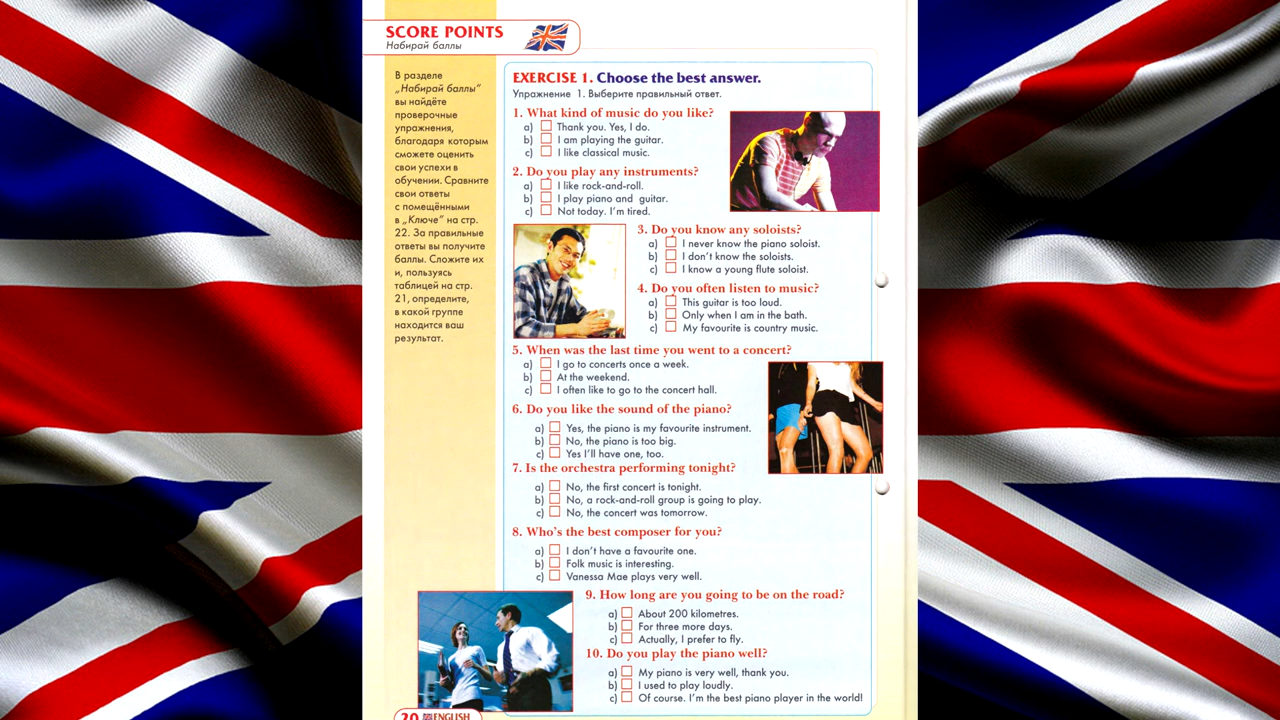 SCORE POINTS
Набирай баллы
В разделе
„Набирай баллы”
вы найдёте
проверочные
упражнения,
благодаря которым
сможете оценить
свои успехи в
обучении. Сравните
свои ответы
с помещёнными
в „Ключе” на стр.
22. За правильные
ответы вы получите
баллы. Сложите их
и, пользуясь
таблицей на стр.
21, определите,
в какой группе
находится ваш
результат.
EXERCISE 1. Choose the best answer.
Упражнение 1. Выберите правильный ответ.
1. What kind of music do you like?
a) Thank you. Yes, I do.
b) I am playing the guitar.
c) I like classical music.
2. Do you play any instruments?
a) I like rock-and-roll.
b) I play piano and guitar.
c) Not today. I’m tired.
3. Do you know any soloists?
a) I never know the piano soloist.
b) I don’t know the soloists.
c) I know a young flute soloist.
4. Do you often listen to music?
a) This guitar is too loud.
b) Only when I am in the bath.
c) My favourite is country music.
5. When was the last time you went to a concert?
a) I go to concerts once a week.
b) At the weekend.
c) I often like to go to the concert hall.
6. Do you like the sound of the piano?
a) Yes, the piano is my favourite instrument.
b) No, the piano is too big.
c) Yes I’ll have one, too.
7. Is the orchestra performing tonight?
a) No, the first concert is tonight.
b) No, a rock-and-roll group is going to play.
c) No, the concert was tomorrow.
8. Who’s the best composer for you?
a) I don’t have a favourite one.
b) Folk music is interesting.
c) Vanessa Mae plays very well.
9. How long are you going to be on the road?
a) About 200 kilometres.
b) For three more days.
c) Actually, I prefer to fly.
10. Do you play the piano well?
a) My piano is very well, thank you.
b) I used to play loudly.
c) Of course. I’m the best piano player in the world!
20 ENGLISH